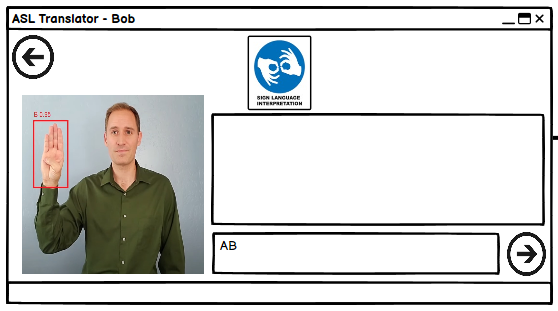 ASL Translator - Bob
SIGN LANGUAGE
INTERPRETATION
B 0.85
AB